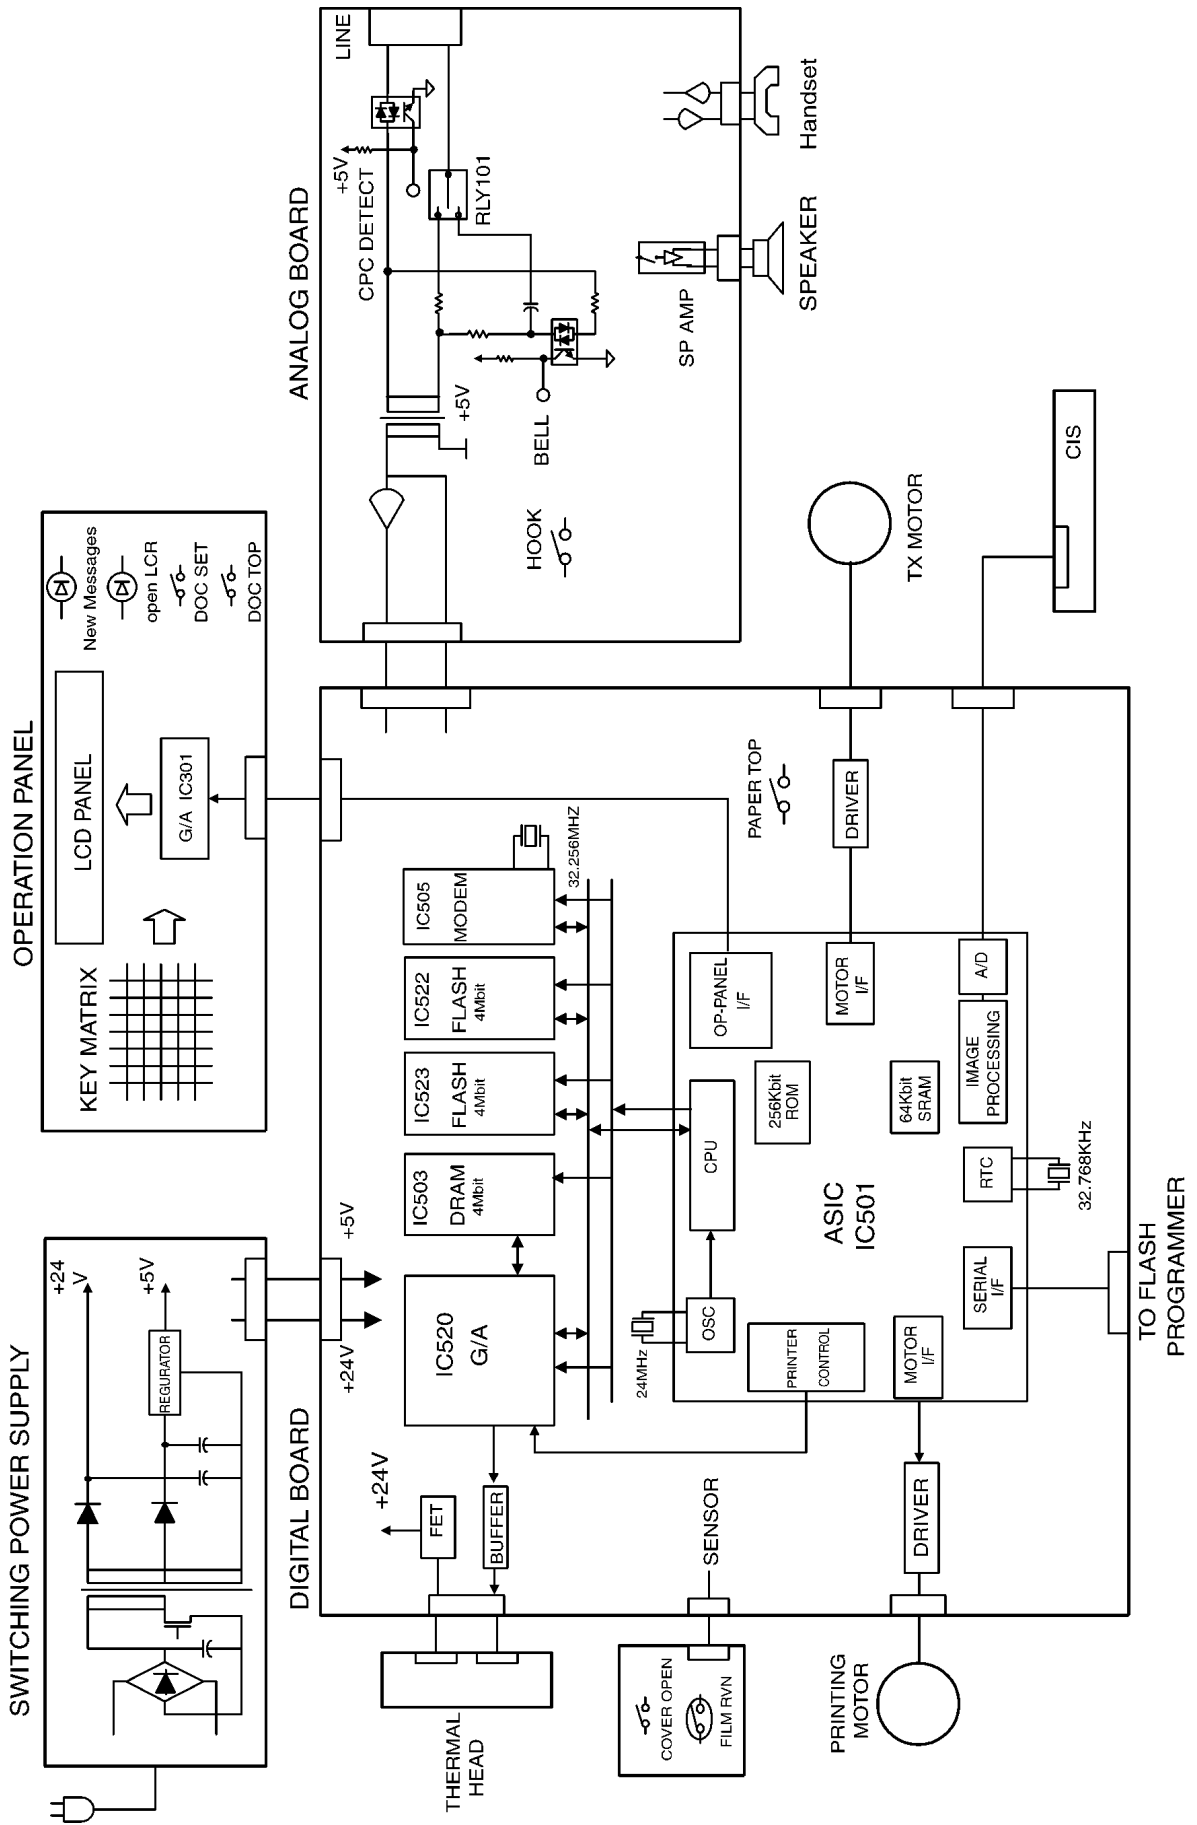 SWITCHING POWER SUPPLY
+24
V
+5V
REGURATOR
OPERATION PANEL
KEY MATRIX
LCD PANEL
G/A IC301
New Messages
open LCR
DOC SET
DOC TOP
ANALOG BOARD
LINE
+5V
CPC DETECT
RLY101
+5V
BELL
HOOK
SP AMP
SPEAKER
Handset
DIGITAL BOARD
+24V
+5V
+24V
FET
BUFFER
IC520
G/A
IC503
DRAM
4Mbit
IC523
FLASH
4Mbit
IC522
FLASH
4Mbit
IC505
MODEM
32.256MHZ
24MHz
OSC
CPU
OP-PANEL
I/F
PRINTER
CONTROL
256Kbit
ROM
MOTOR
I/F
ASIC
IC501
64Kbit
SRAM
MOTOR
I/F
SERIAL
I/F
RTC
32.768KHz
IMAGE
PROCESSING
A/D
PAPER TOP
DRIVER
TX MOTOR
CIS
DRIVER
SENSOR
THERMAL
HEAD
COVER OPEN
FILM RVN
PRINTING
MOTOR
TO FLASH
PROGRAMMER